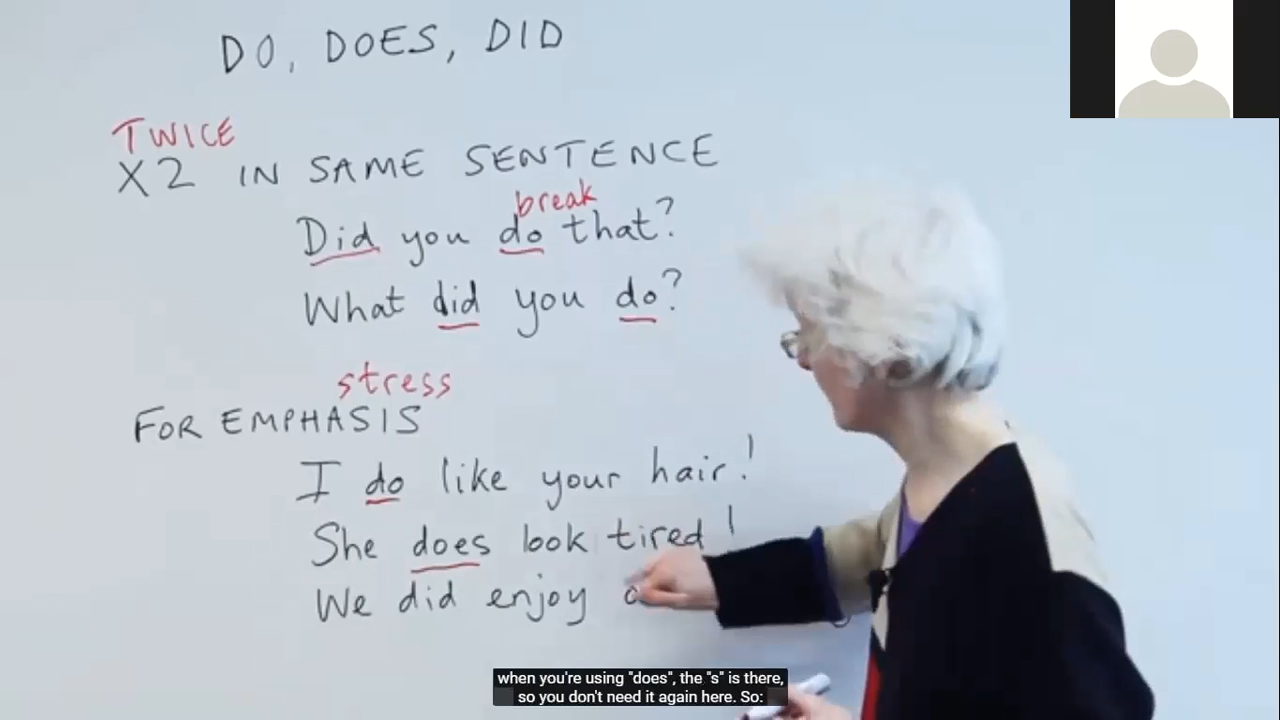 DO, DOES, DID
TWICE
X2 IN SAME SENTENCE
break
Did you do that?
What did you do?
stress
FOR EMPHASIS
I do like your hair!
She does look tired!
We did enjoy
when you're using "does", the "s" is there,
so you don't need it again here. So: